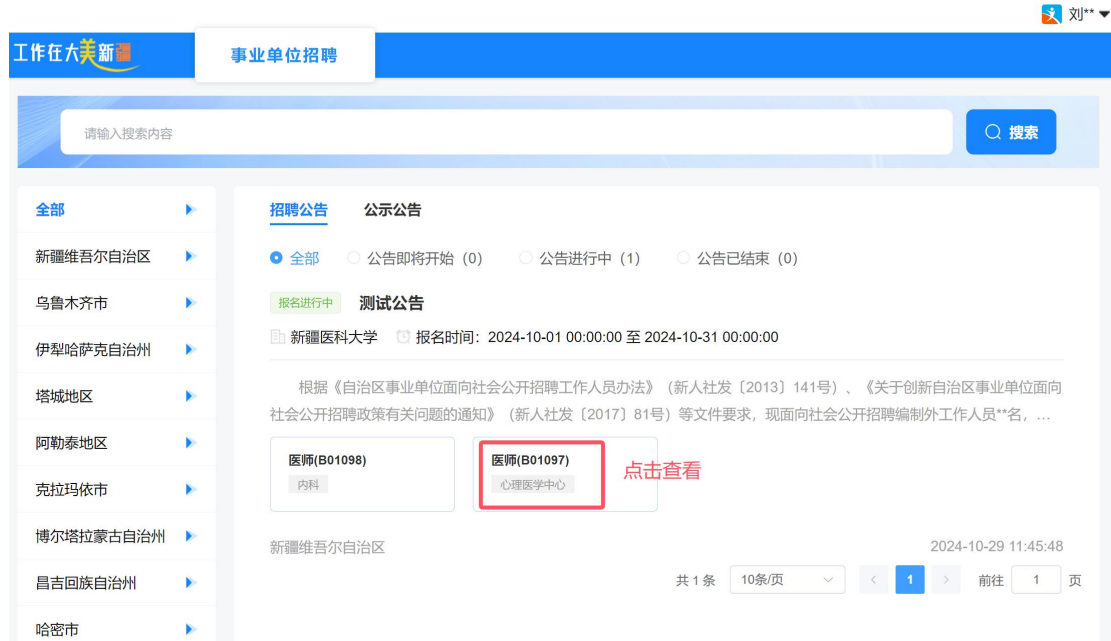 刘**
工作在大美新疆
事业单位招聘
请输入搜索内容
搜索
全部
新疆维吾尔自治区
乌鲁木齐市
伊犁哈萨克自治州
塔城地区
阿勒泰地区
克拉玛依市
博尔塔拉蒙古自治州
昌吉回族自治州
哈密市
招聘公告 公示公告
全部 公告即将开始（0） 公告进行中（1） 公告已结束（0）
报名进行中 测试公告
新疆医科大学 报名时间：2024-10-01 00:00:00 至 2024-10-31 00:00:00
根据《自治区事业单位面向社会公开招聘工作人员办法》（新人社发〔2013〕141号）、《关于创新自治区事业单位面向
社会公开招聘政策有关问题的通知》（新人社发〔2017〕81号）等文件要求，现面向社会公开招聘编制外工作人员**名，...
医师(B01098)
内科
医师(B01097)
心理医学中心
点击查看
新疆维吾尔自治区 2024-10-29 11:45:48
共 1 条 10条/页 < 1 > 前往 1 页